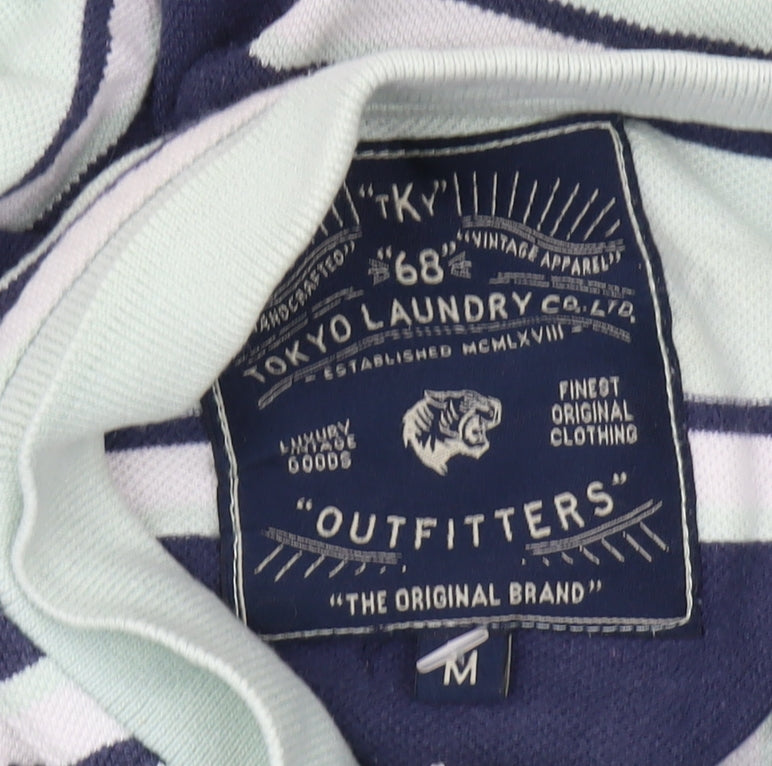 "TKY"
"68"
HANDCRAFTED" "VINTAGE APPAREL"
TOKYO LAUNDRY CO. LTD.
ESTABLISHED MCMLXVIII
LUXURY
VINTAGE
GOODS
FINEST
ORIGINAL
CLOTHING
"OUTFITTERS"
"THE ORIGINAL BRAND"
M